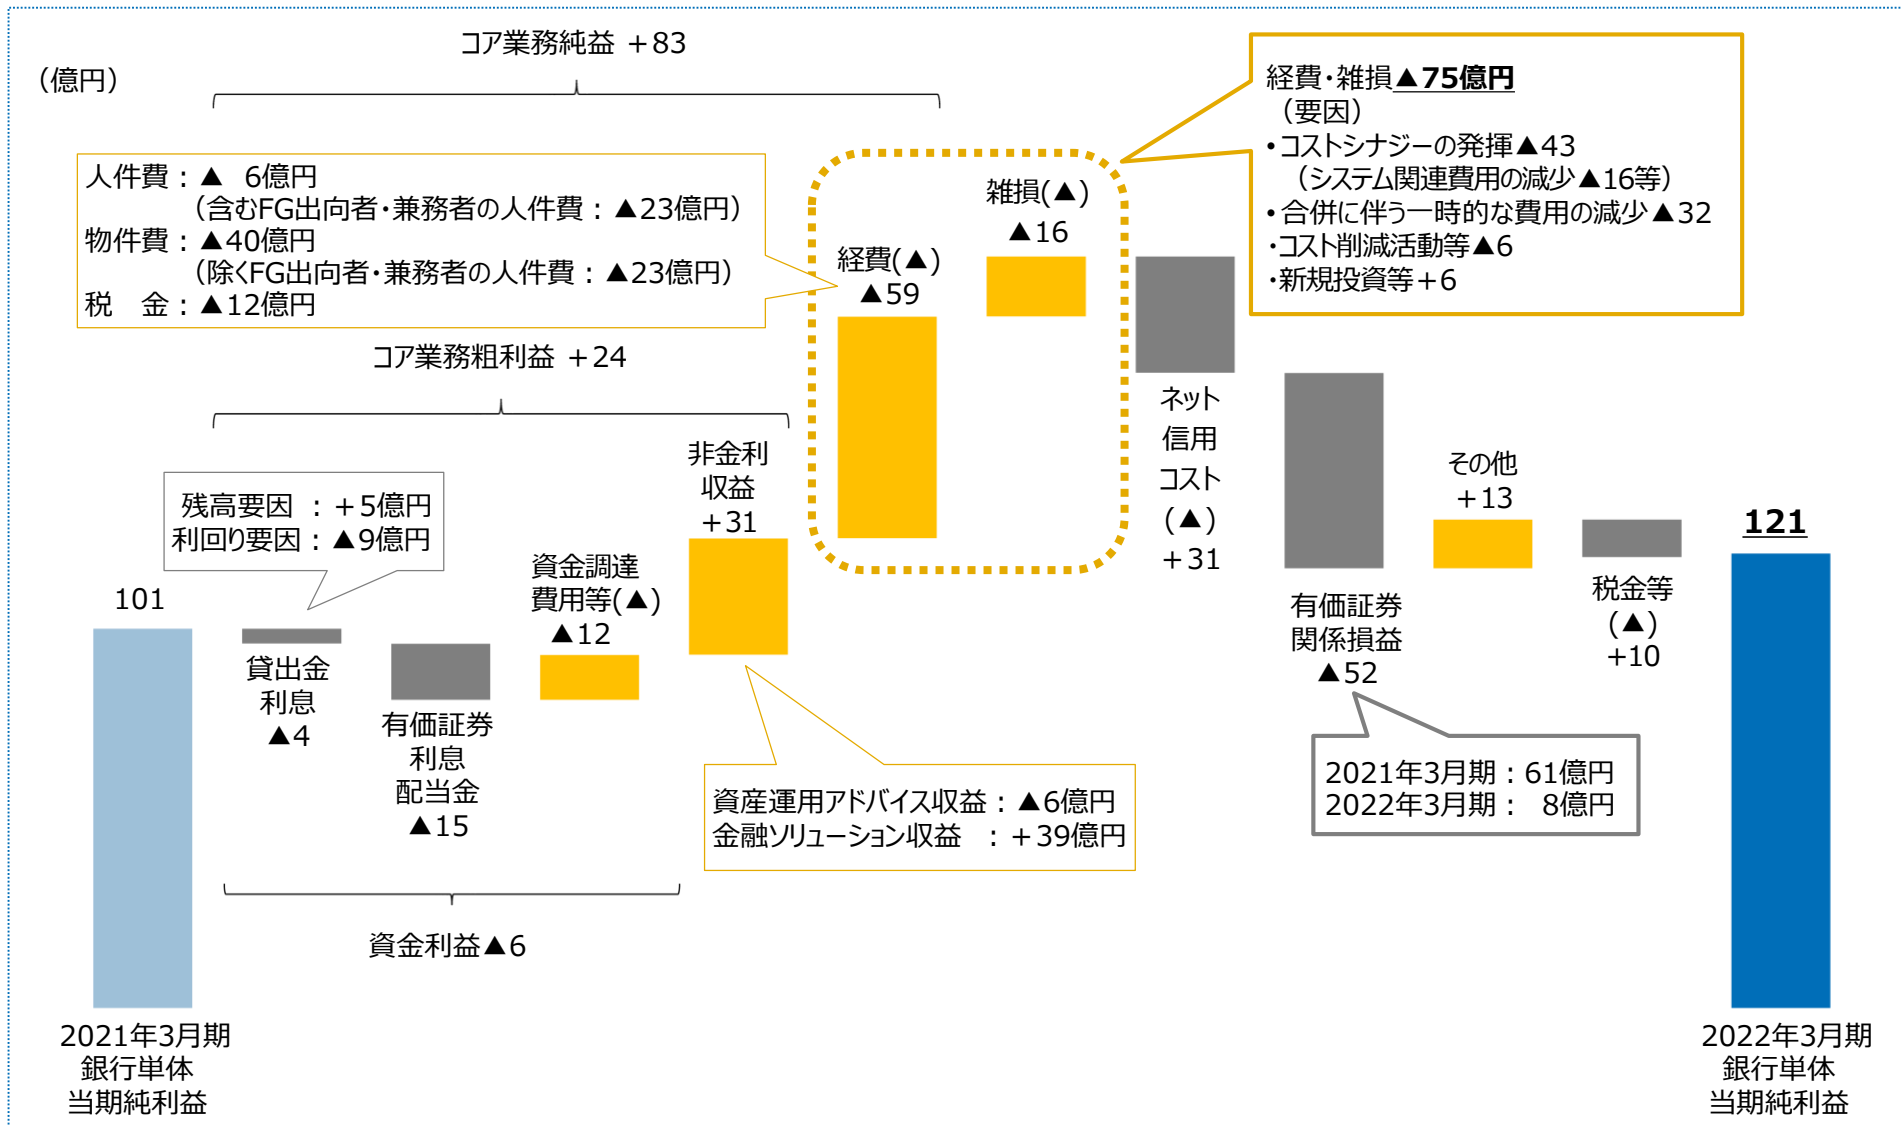 コア業務純益 +83
（億円）
経費・雑損▲75億円
（要因）
・コストシナジーの発揮▲43
（システム関連費用の減少▲16等）
・合併に伴う一時的な費用の減少▲32
・コスト削減活動等▲6
・新規投資等+6
人件費：▲ 6億円
（含むFG出向者・兼務者の人件費：▲23億円）
物件費：▲40億円
（除くFG出向者・兼務者の人件費：▲23億円）
税 金：▲12億円
雑損(▲)
▲16
経費(▲)
▲59
コア業務粗利益 +24
ネット
信用
コスト
(▲)
+31
非金利
収益
+31
その他
+13
残高要因 ：+5億円
利回り要因：▲9億円
121
資金調達
費用等(▲)
▲12
101
有価証券
関係損益
▲52
税金等
(▲)
+10
貸出金
利息
▲4
有価証券
利息
配当金
▲15
資産運用アドバイス収益：▲6億円
金融ソリューション収益 ：+39億円
2021年3月期：61億円
2022年3月期： 8億円
資金利益▲6
2021年3月期
銀行単体
当期純利益
2022年3月期
銀行単体
当期純利益